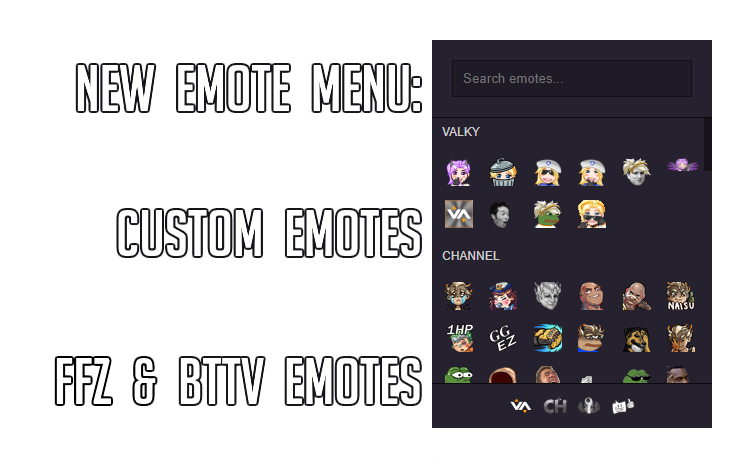 NEW EMOTE MENU:
Search emotes...
VALKY
VA
CUSTOM EMOTES
CHANNEL
NAISU
1HP
GG
EZ
FFZ & BTTV EMOTES
VA
CH